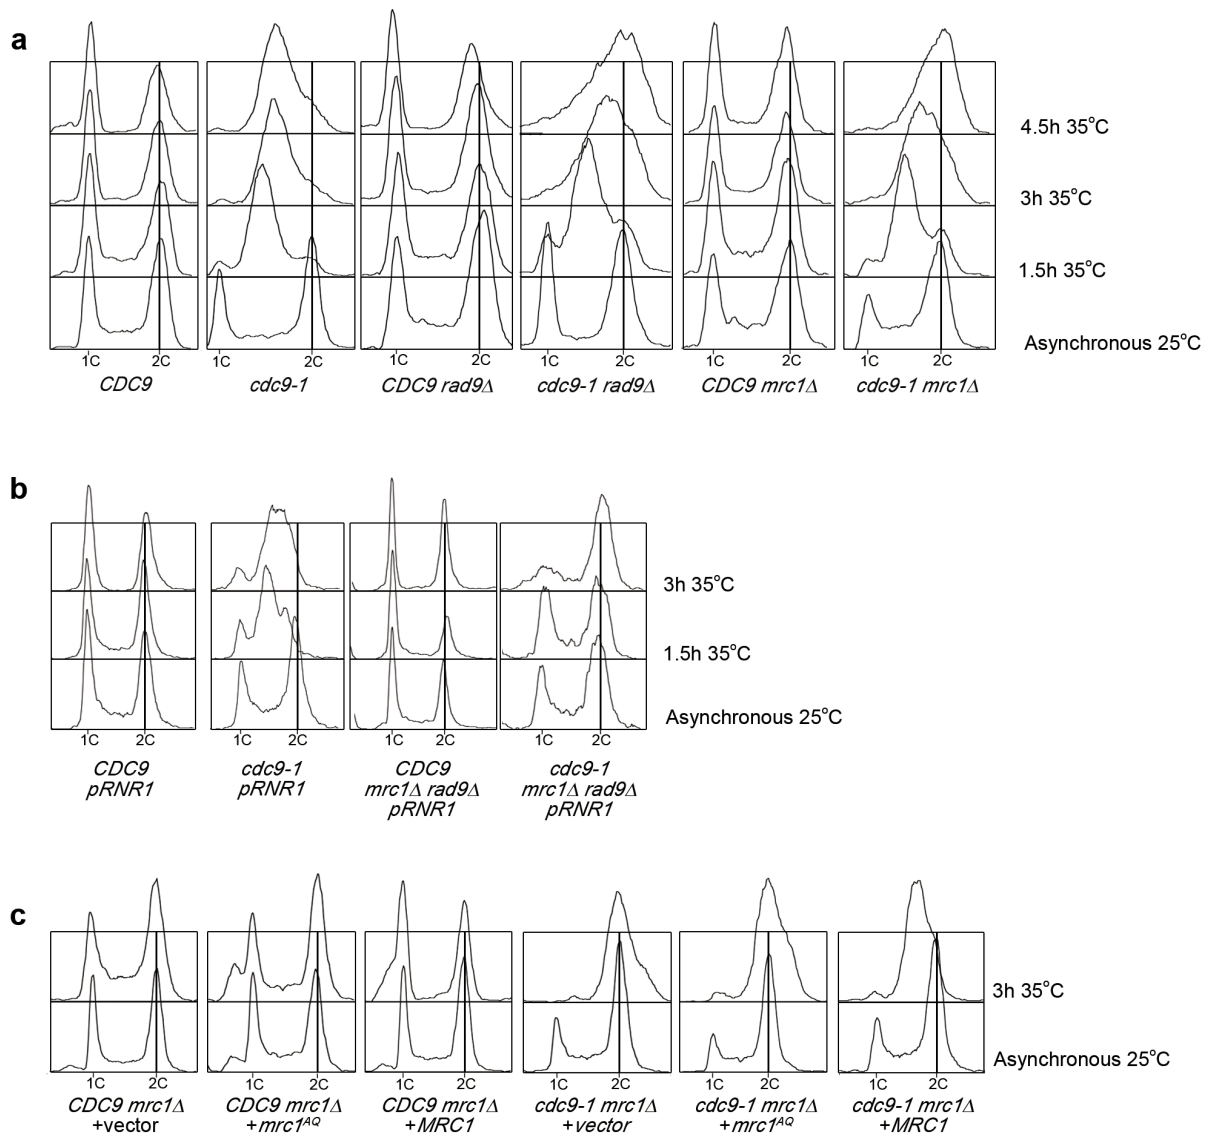 a
4.5h 35°C
3h 35°C
1.5h 35°C
Asynchronous 25°C
1C 2C 1C 2C 1C 2C 1C 2C 1C 2C 1C 2C
CDC9 cdc9-1 CDC9 rad9Δ cdc9-1 rad9Δ CDC9 mrc1Δ cdc9-1 mrc1Δ
b
3h 35°C
1.5h 35°C
Asynchronous 25°C
1C 2C 1C 2C 1C 2C 1C 2C
CDC9 cdc9-1 CDC9 cdc9-1
pRNR1 pRNR1 mrc1Δ rad9Δ mrc1Δ rad9Δ
pRNR1 pRNR1
c
3h 35°C
Asynchronous 25°C
1C 2C 1C 2C 1C 2C 1C 2C 1C 2C 1C 2C
CDC9 mrc1Δ CDC9 mrc1Δ CDC9 mrc1Δ cdc9-1 mrc1Δ cdc9-1 mrc1Δ cdc9-1 mrc1Δ
+vector +mrc1AQ +MRC1 +vector +mrc1AQ +MRC1